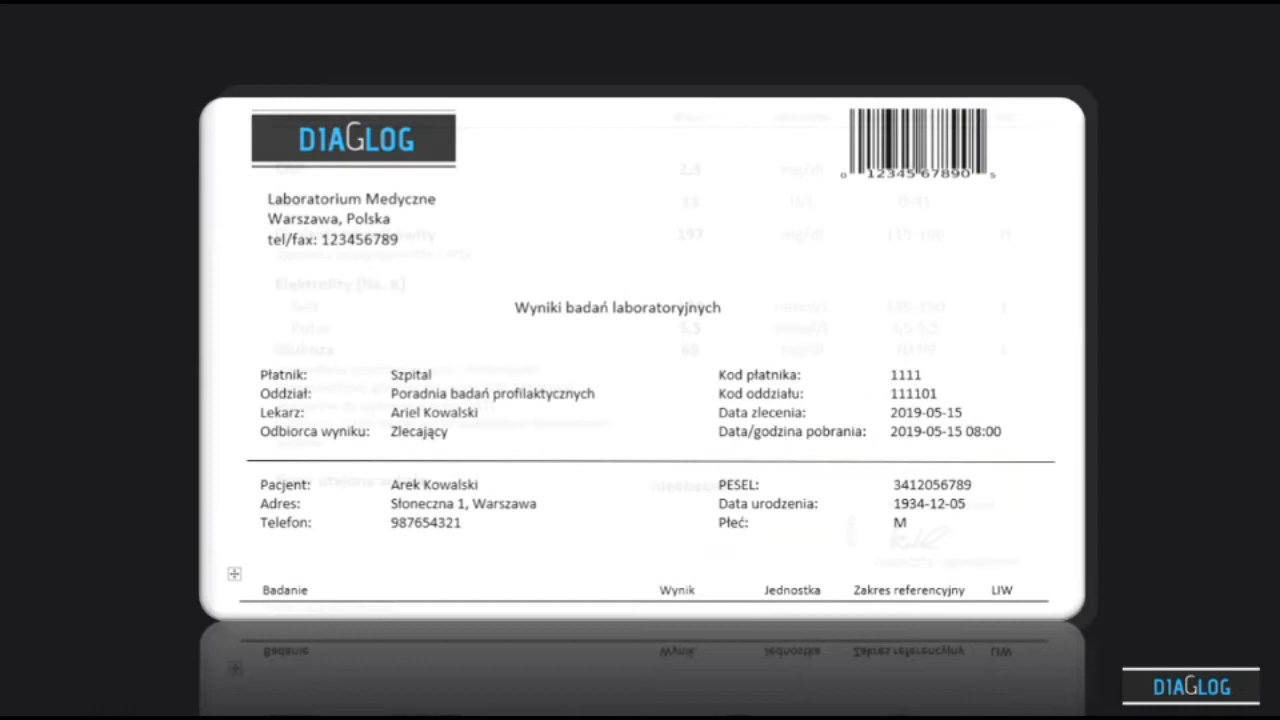 DIAGLOG
0 12345 67890 5
Laboratorium Medyczne
Warszawa, Polska
tel/fax: 123456789
Elektrolity (Na, K)
Wyniki badań laboratoryjnych
Płatnik: Szpital Kod płatnika: 1111
Oddział: Poradnia badań profilaktycznych Kod oddziału: 111101
Lekarz: Ariel Kowalski Data zlecenia: 2019-05-15
Odbiorca wyniku: Zlecający Data/godzina pobrania: 2019-05-15 08:00
Pacjent: Arek Kowalski PESEL: 3412056789
Adres: Słoneczna 1, Warszawa Data urodzenia: 1934-12-05
Telefon: 987654321 Płeć: M
Badanie Wynik Jednostka Zakres referencyjny LIW
DIAGLOG